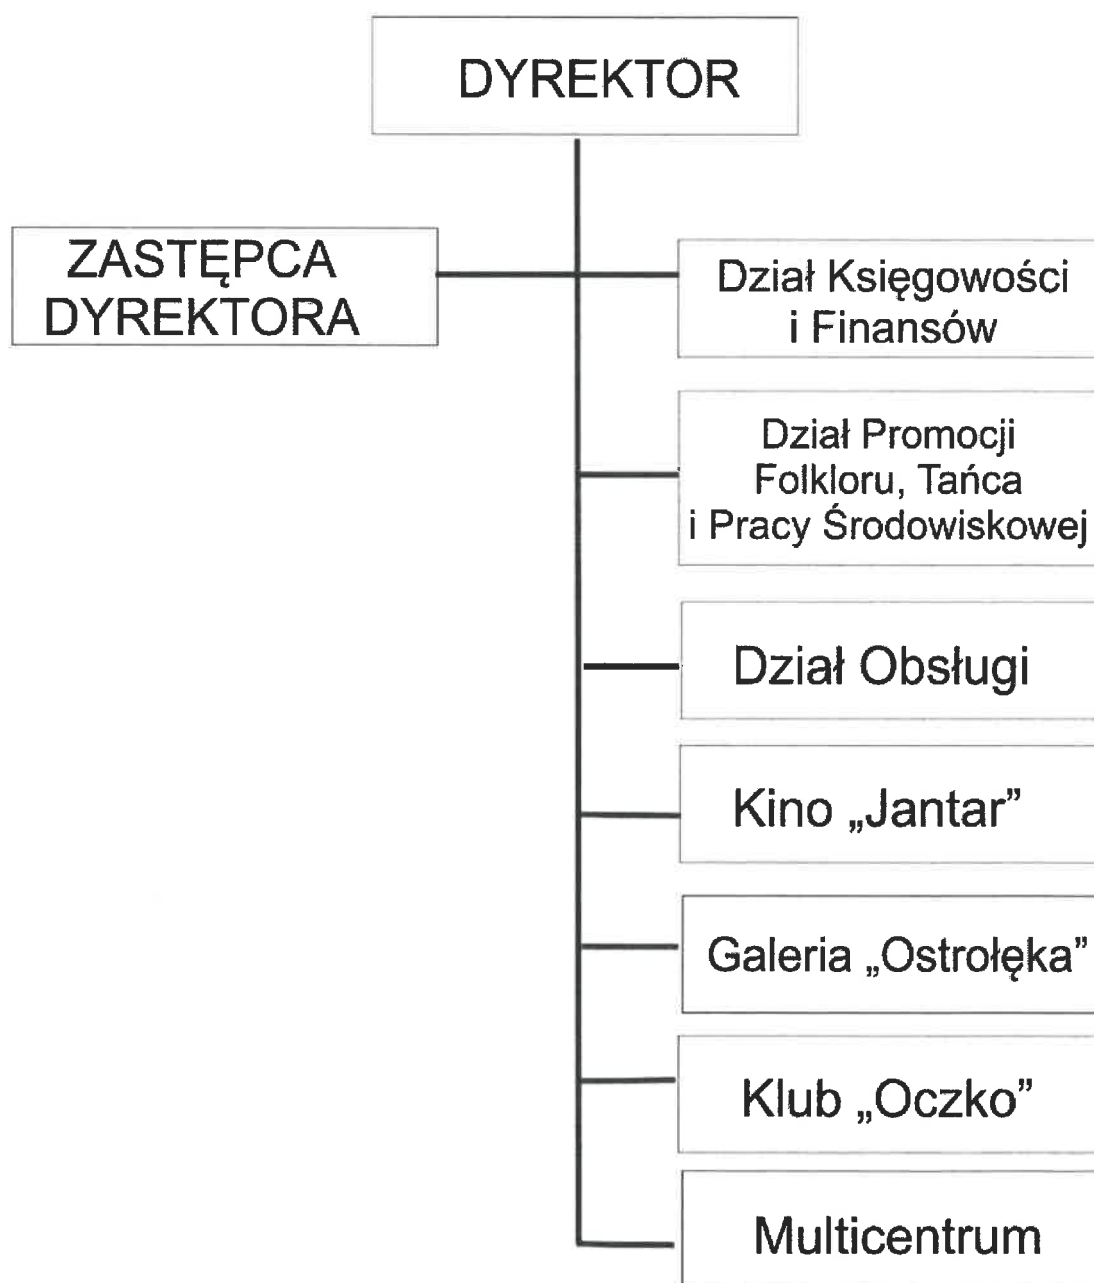 DYREKTOR
ZASTĘPCA
DYREKTORA
Dział Księgowości
i Finansów
Dział Promocji
Folkloru, Tańca
i Pracy Środowiskowej
Dział Obsługi
Kino „Jantar”
Galeria „Ostrołęka”
Klub „Oczko”
Multicentrum